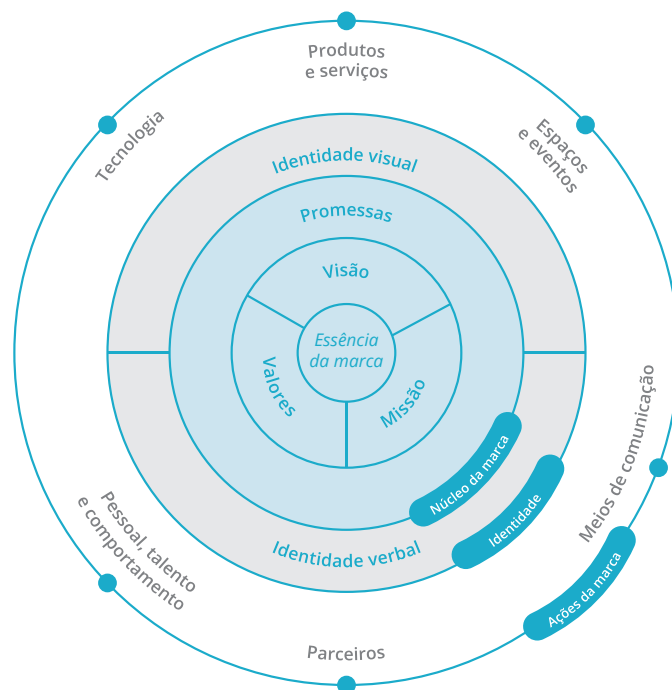 Produtos
e serviços
Tecnologia
Espaços
e eventos
Identidade visual
Promessas
Visão
Essência
da marca
Valores
Missão
Meios de comunicação
Núcleo da marca
Identidade
Ações da marca
Identidade verbal
Pessoal, talento
e comportamento
Parceiros